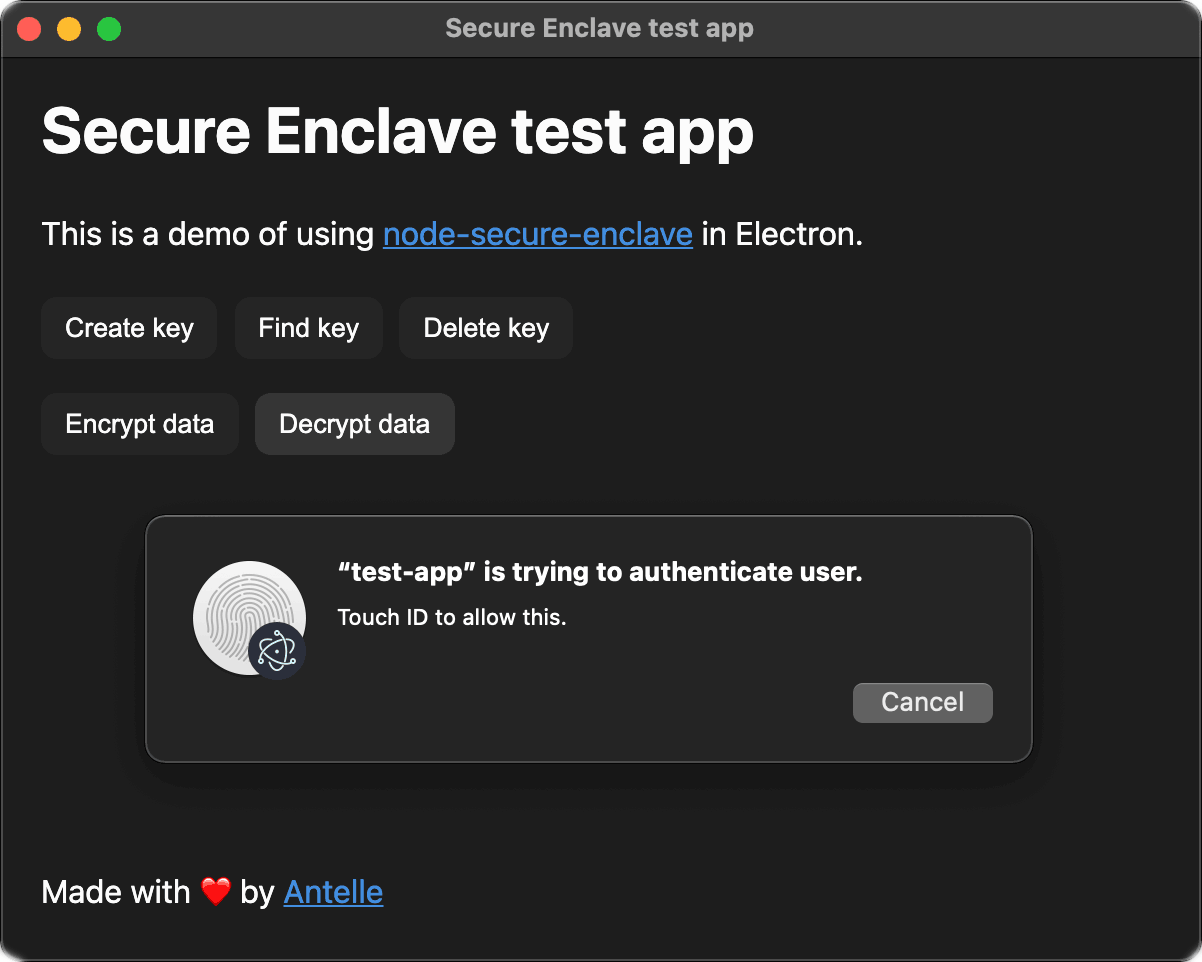 Secure Enclave test app
Secure Enclave test app
This is a demo of using node-secure-enclave in Electron.
Create key Find key Delete key
Encrypt data Decrypt data
“test-app” is trying to authenticate user.
Touch ID to allow this.
Cancel
Made with ❤️ by Antelle